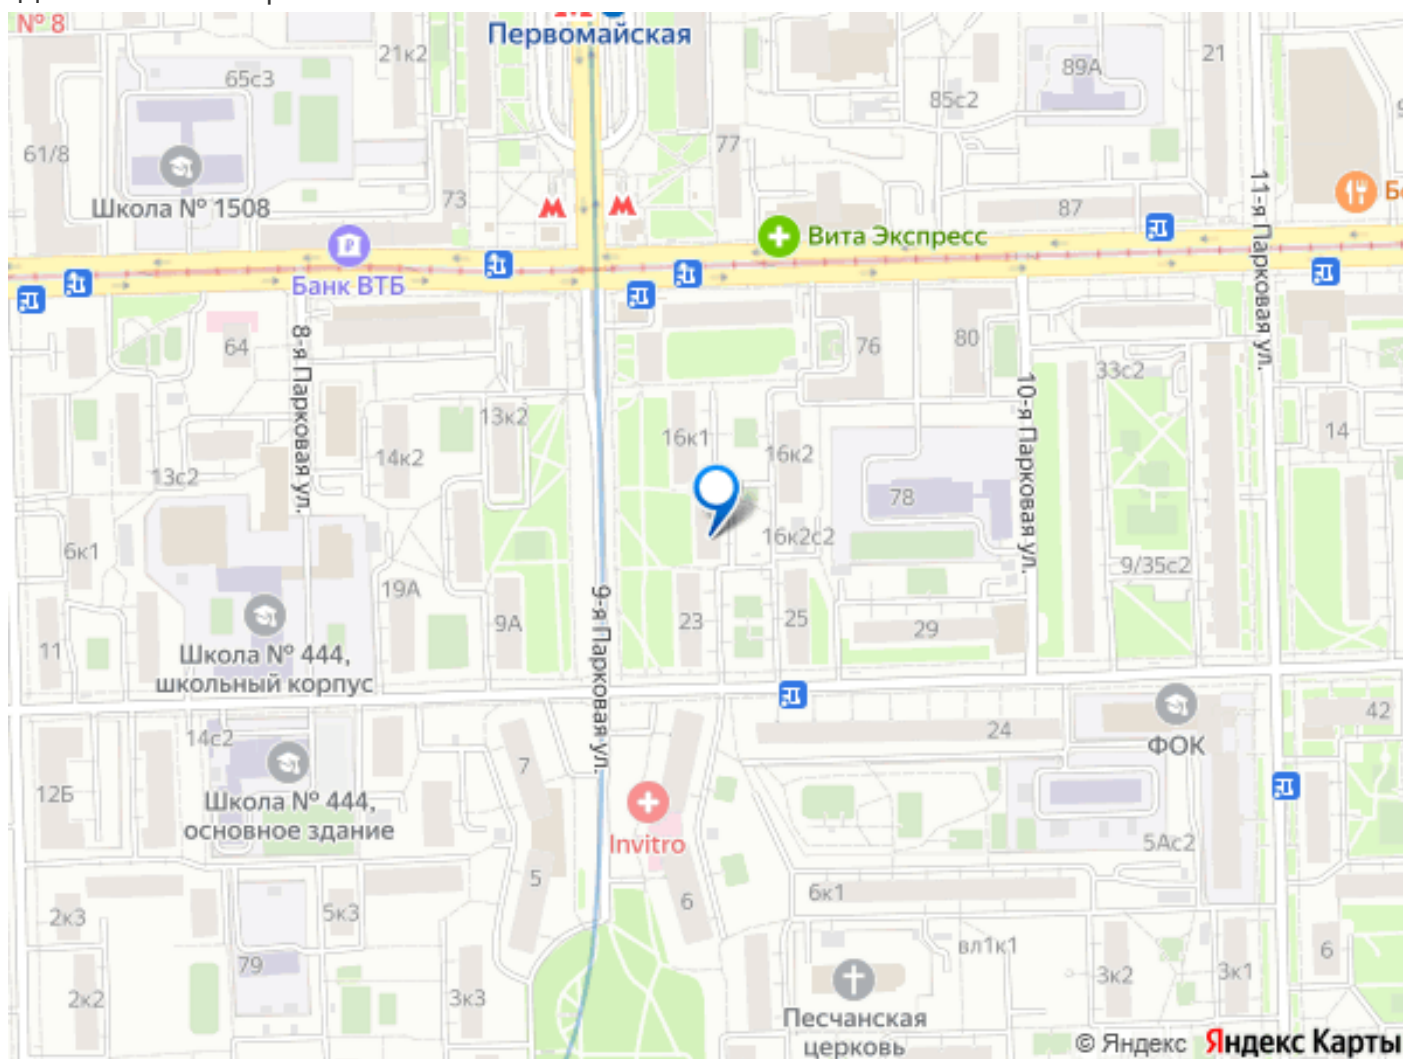 № 8
Первомайская
21к2
65с3
89А
21
85с2
61/8
77
73
Школа № 1508
87
11-я Парковая ул.
Вита Экспресс
Банк ВТБ
64
8-я Парковая ул.
76
80
33с2
10-я Парковая ул.
13к2
14
16к1
14к2
16к2
13с2
78
16к2с2
6к1
9/35с2
19А
9-я Парковая ул.
9А
23
25
29
11
Школа № 444,
школьный корпус
42
14с2
24
ФОК
7
12Б
Школа № 444,
основное здание
Invitro
5Ас2
5
6
6к1
2к3
5к3
вл1к1
6
79
3к2
3к1
2к2
3к3
Песчанская
церковь
© Яндекс Яндекс Карты